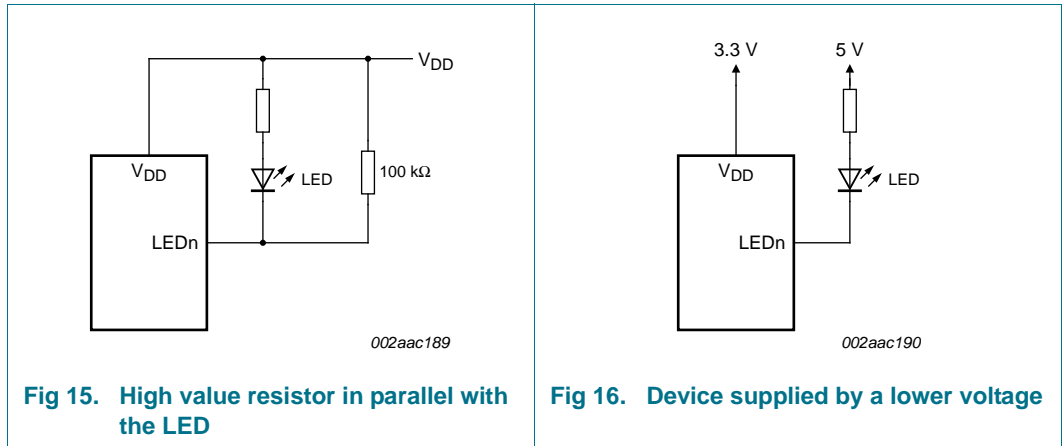 V_DD
V_DD
LED
100 kΩ
LEDn
002aac189
Fig 15. High value resistor in parallel with
the LED
3.3 V
5 V
V_DD
LED
LEDn
002aac190
Fig 16. Device supplied by a lower voltage